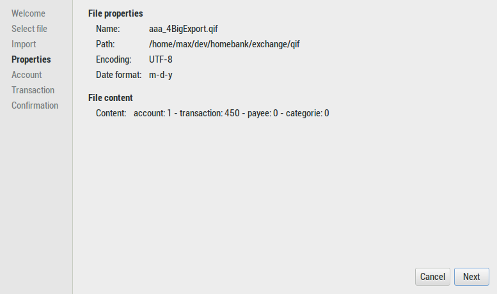 Welcome
Select file
Import
Properties
Account
Transaction
Confirmation
File properties
Name: aaa_4BigExport.qif
Path: /home/max/dev/homebank/exchange/qif
Encoding: UTF-8
Date format: m-d-y
File content
Content: account: 1 - transaction: 450 - payee: 0 - categorie: 0
Cancel Next